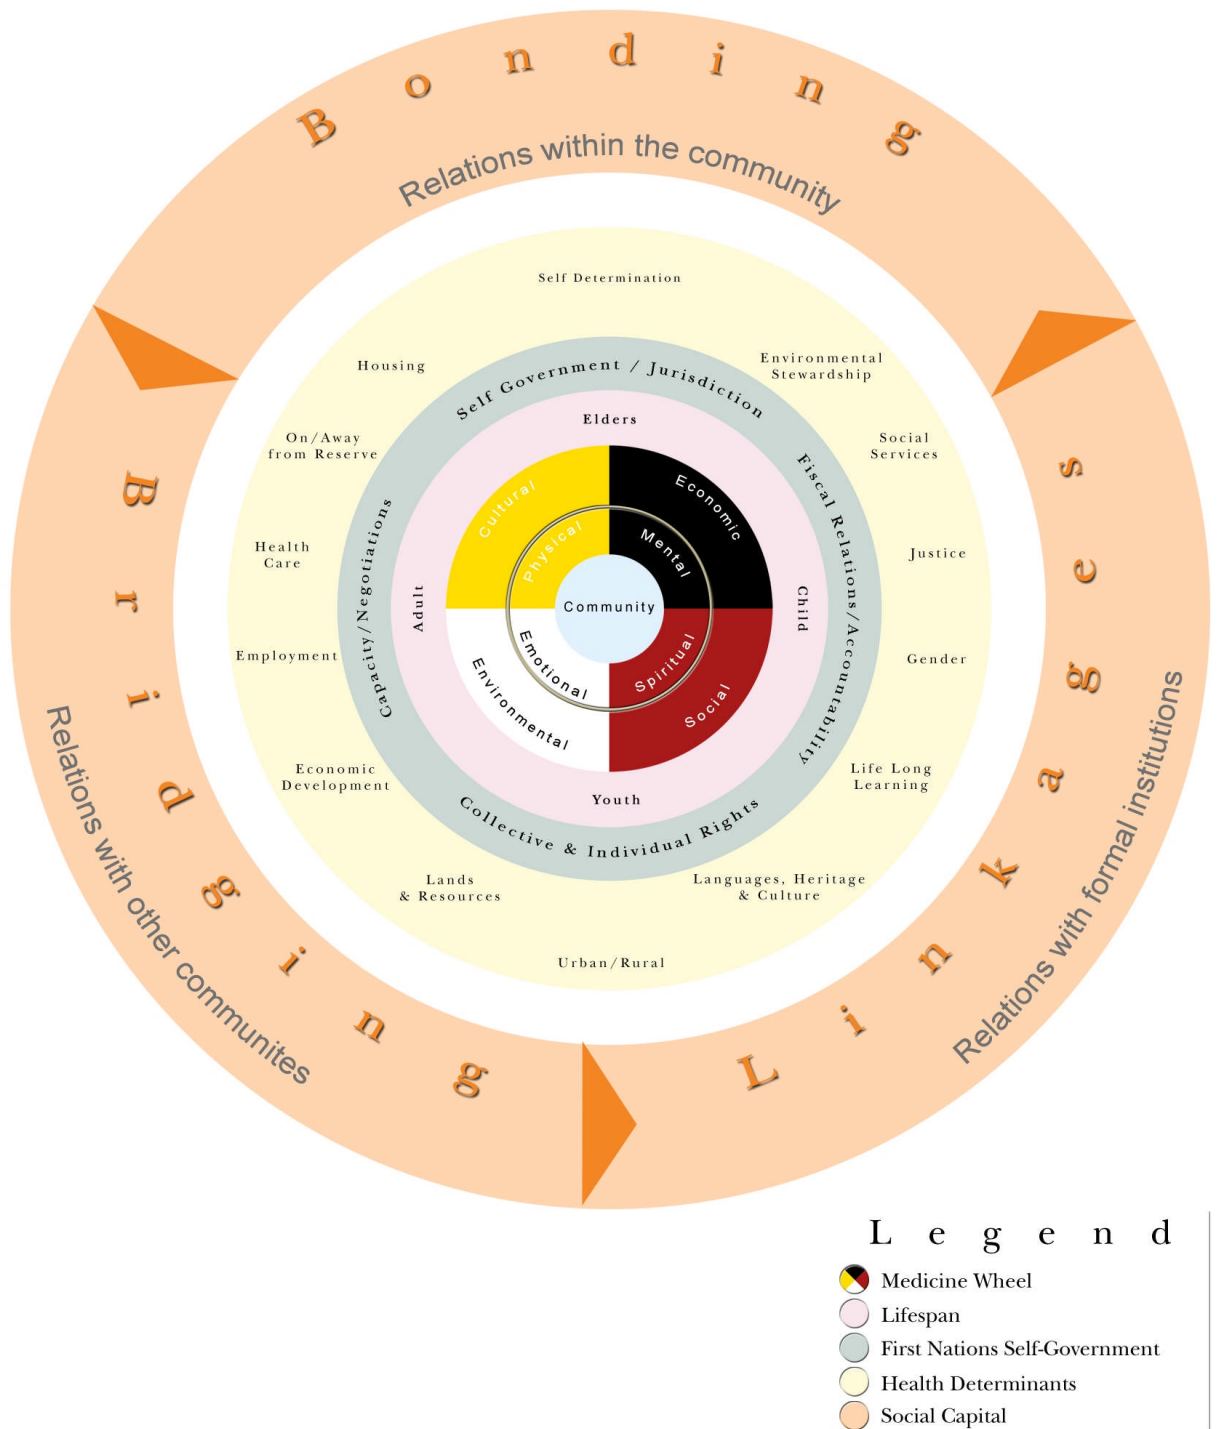 Bonding
Relations within the community
Self Determination
Housing
Environmental
Stewardship
On/Away
from Reserve
Social
Services
Health
Care
Justice
Employment
Gender
Economic
Development
Life Long
Learning
Lands
& Resources
Languages, Heritage
& Culture
Urban/Rural
Self Government / Jurisdiction
Fiscal Relations/Accountability
Collective & Individual Rights
Capacity/Negotiations
Elders
Child
Youth
Adult
Cultural
Economic
Physical
Mental
Community
Emotional
Spiritual
Environmental
Social
Bridging
Relations with other communites
Linkages
Relations with formal institutions
Legend
Medicine Wheel
Lifespan
First Nations Self-Government
Health Determinants
Social Capital